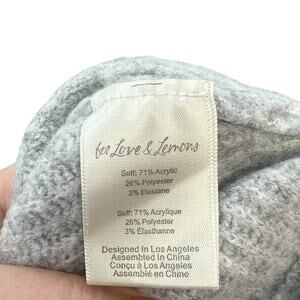 for Love & Lemons
Self: 71% Acrylic
26% Polyester
3% Elastane
Self: 71% Acrylique
26% Polyester
3% Élasthanne
Designed in Los Angeles
Assembled in China
Conçu à Los Angeles
Assemblé en Chine